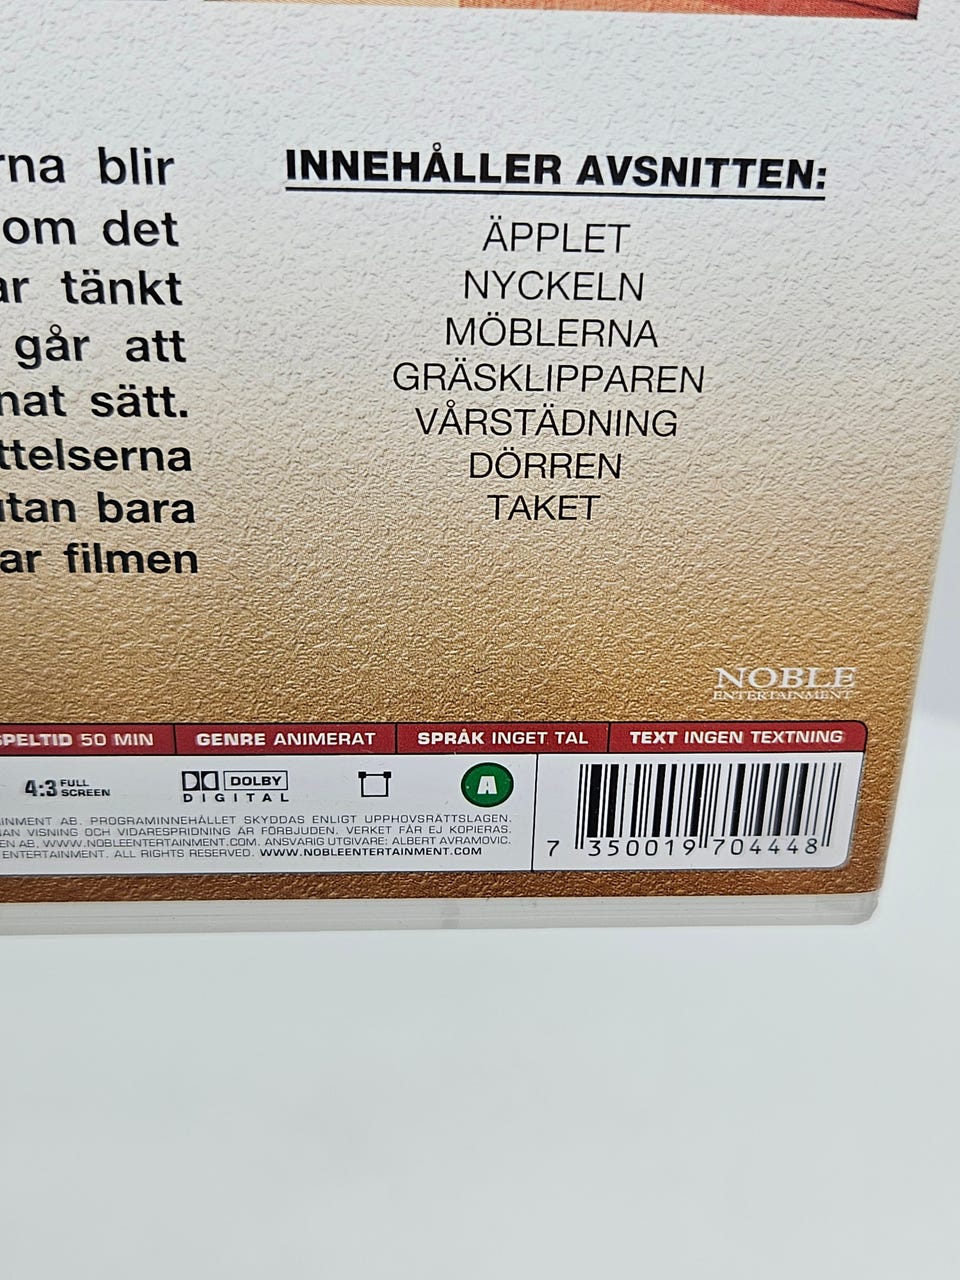 rna blir
om det
ar tänkt
går att
nat sätt.
ttelserna
utan bara
ar filmen
INNEHÅLLER AVSNITTEN:
ÄPPLET
NYCKELN
MÖBLERNA
GRÄSKLIPPAREN
VÅRSTÄDNING
DÖRREN
TAKET
NOBLE
ENTERTAINMENT
SPELTID 50 MIN GENRE ANIMERAT SPRÅK INGET TAL TEXT INGEN TEXTNING
4:3 FULL SCREEN DOLBY DIGITAL A
INMENT AB. PROGRAMINNEHÅLLET SKYDDAS ENLIGT UPPHOVSRÄTTSLAGEN.
NAN VISNING OCH VIDARESPRIDNING ÄR FÖRBJUDEN. VERKET FÅR EJ KOPIERAS.
EN AB, WWW.NOBLEENTERTAINMENT.COM. ANSVARIG UTGIVARE: ALBERT AVRAMOVIC.
ENTERTAINMENT. ALL RIGHTS RESERVED. WWW.NOBLEENTERTAINMENT.COM
7 350019 704448